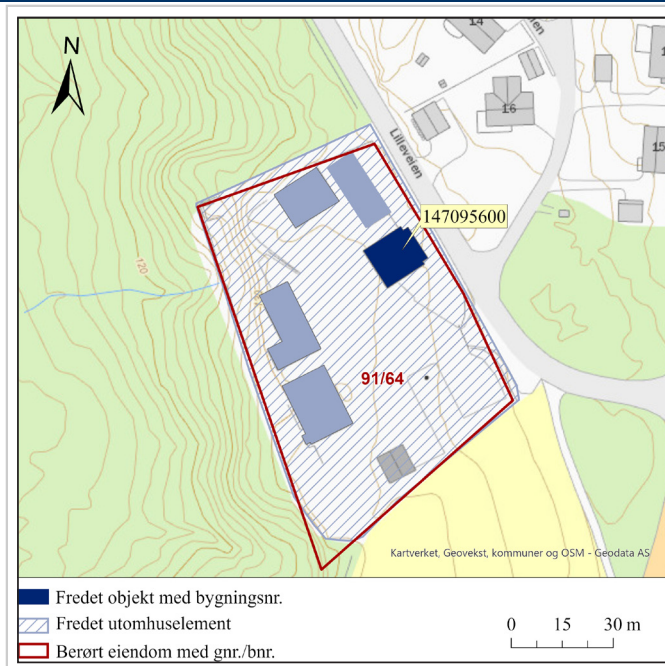 N
14
len
16
15
Lilleveien
147095600
120
91/64
Kartverket, Geovekst, kommuner og OSM - Geodata AS
Fredet objekt med bygningsnr.
Fredet utomhuselement
0 15 30 m
Berørt eiendom med gnr./bnr.